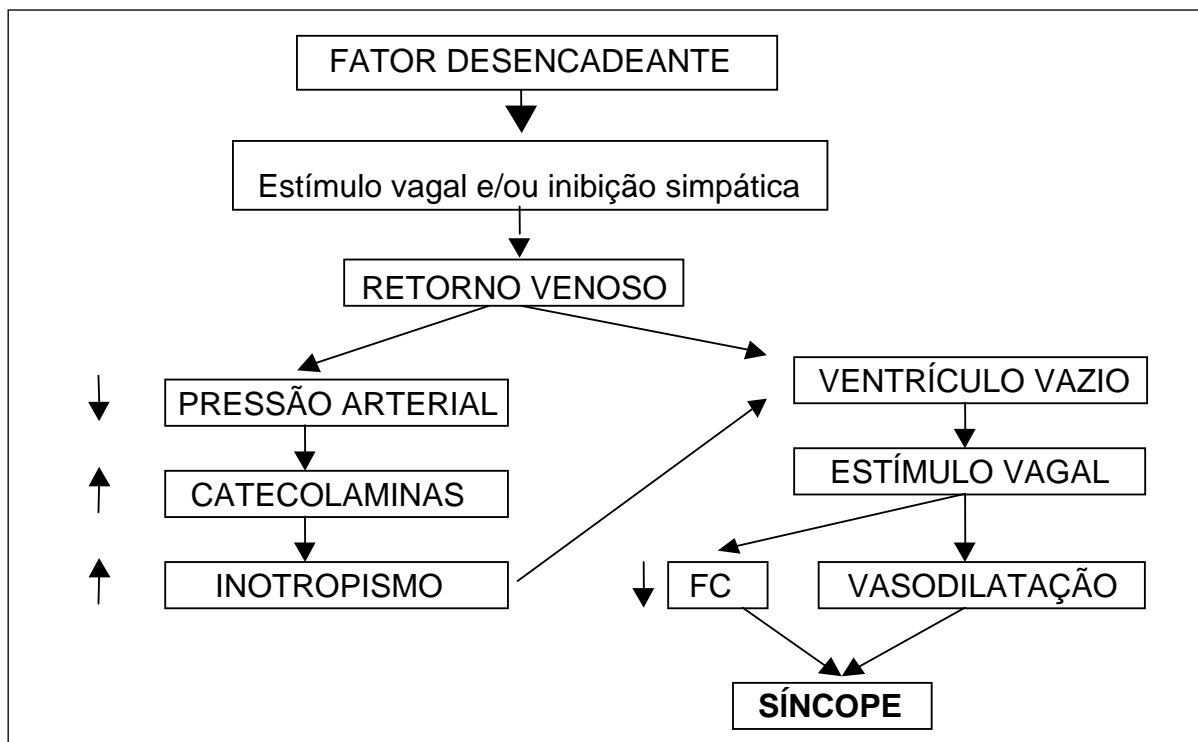 FATOR DESENCADEANTE
Estímulo vagal e/ou inibição simpática
RETORNO VENOSO
PRESSÃO ARTERIAL
CATECOLAMINAS
INOTROPISMO
VENTRÍCULO VAZIO
ESTÍMULO VAGAL
FC
VASODILATAÇÃO
SÍNCOPE